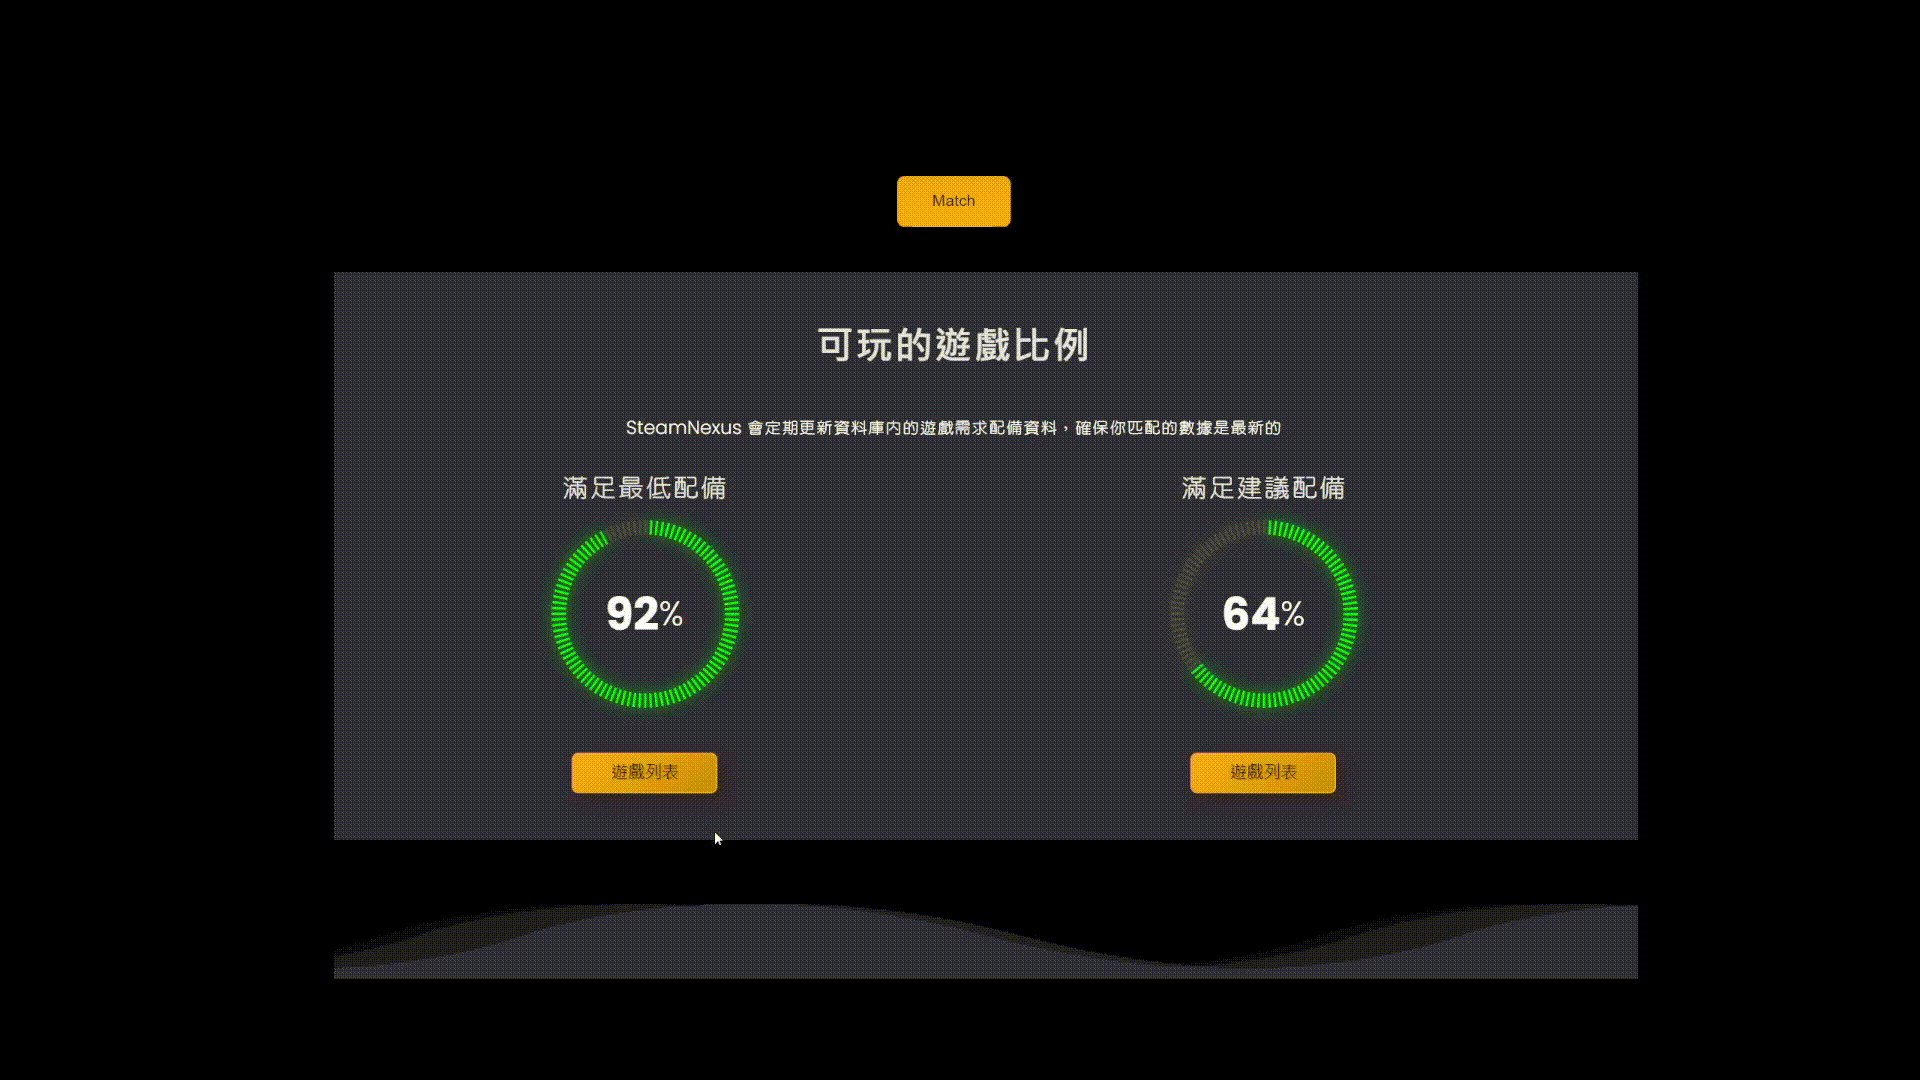 Match
可玩的遊戲比例
SteamNexus 會定期更新資料庫內的遊戲需求配備資料，確保你匹配的數據是最新的
滿足最低配備
滿足建議配備
92%
64%
遊戲列表
遊戲列表